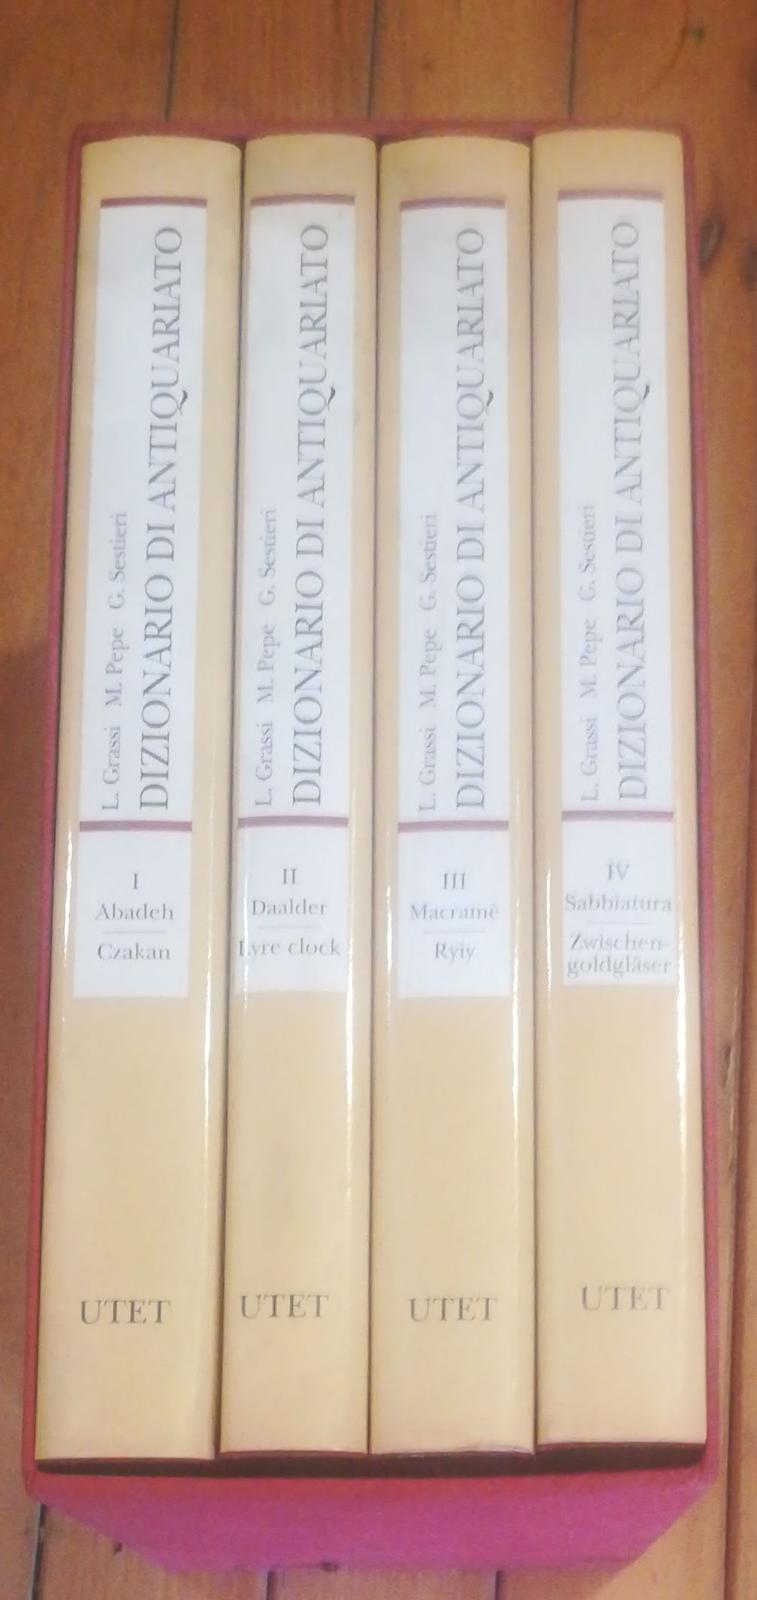 L. Grassi M. Pepe G. Sestieri
DIZIONARIO DI ANTIQUARIATO
I
Abadeh
Czakan
UTET
L. Grassi M. Pepe G. Sestieri
DIZIONARIO DI ANTIQUARIATO
II
Daalder
Lyre clock
UTET
L. Grassi M. Pepe G. Sestieri
DIZIONARIO DI ANTIQUARIATO
III
Macramè
Ryiy
UTET
L. Grassi M. Pepe G. Sestieri
DIZIONARIO DI ANTIQUARIATO
IV
Sabbiatura
Zwischen-
goldgläser
UTET